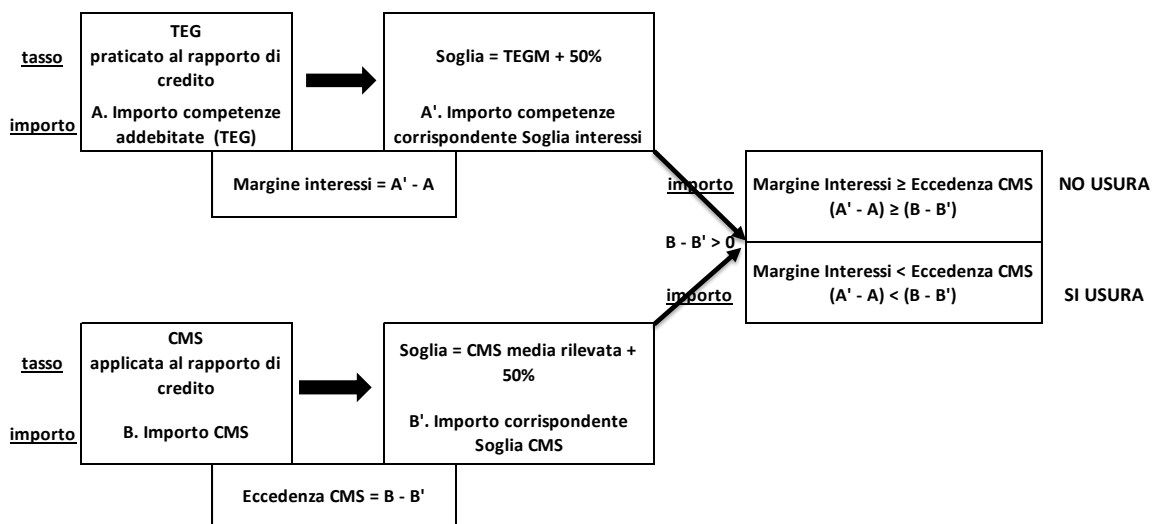 TEG
tasso
praticato al rapporto di
credito
Soglia = TEGM + 50%
importo
A. Importo competenze
addebitate (TEG)
A'. Importo competenze
corrispondente Soglia interessi
Margine interessi = A' - A
importo
Margine Interessi ≥ Eccedenza CMS
(A' - A) ≥ (B - B')
NO USURA
B - B' > 0
importo
Margine Interessi < Eccedenza CMS
(A' - A) < (B - B')
SI USURA
CMS
tasso
applicata al rapporto di
credito
Soglia = CMS media rilevata +
50%
importo
B. Importo CMS
B'. Importo corrispondente
Soglia CMS
Eccedenza CMS = B - B'